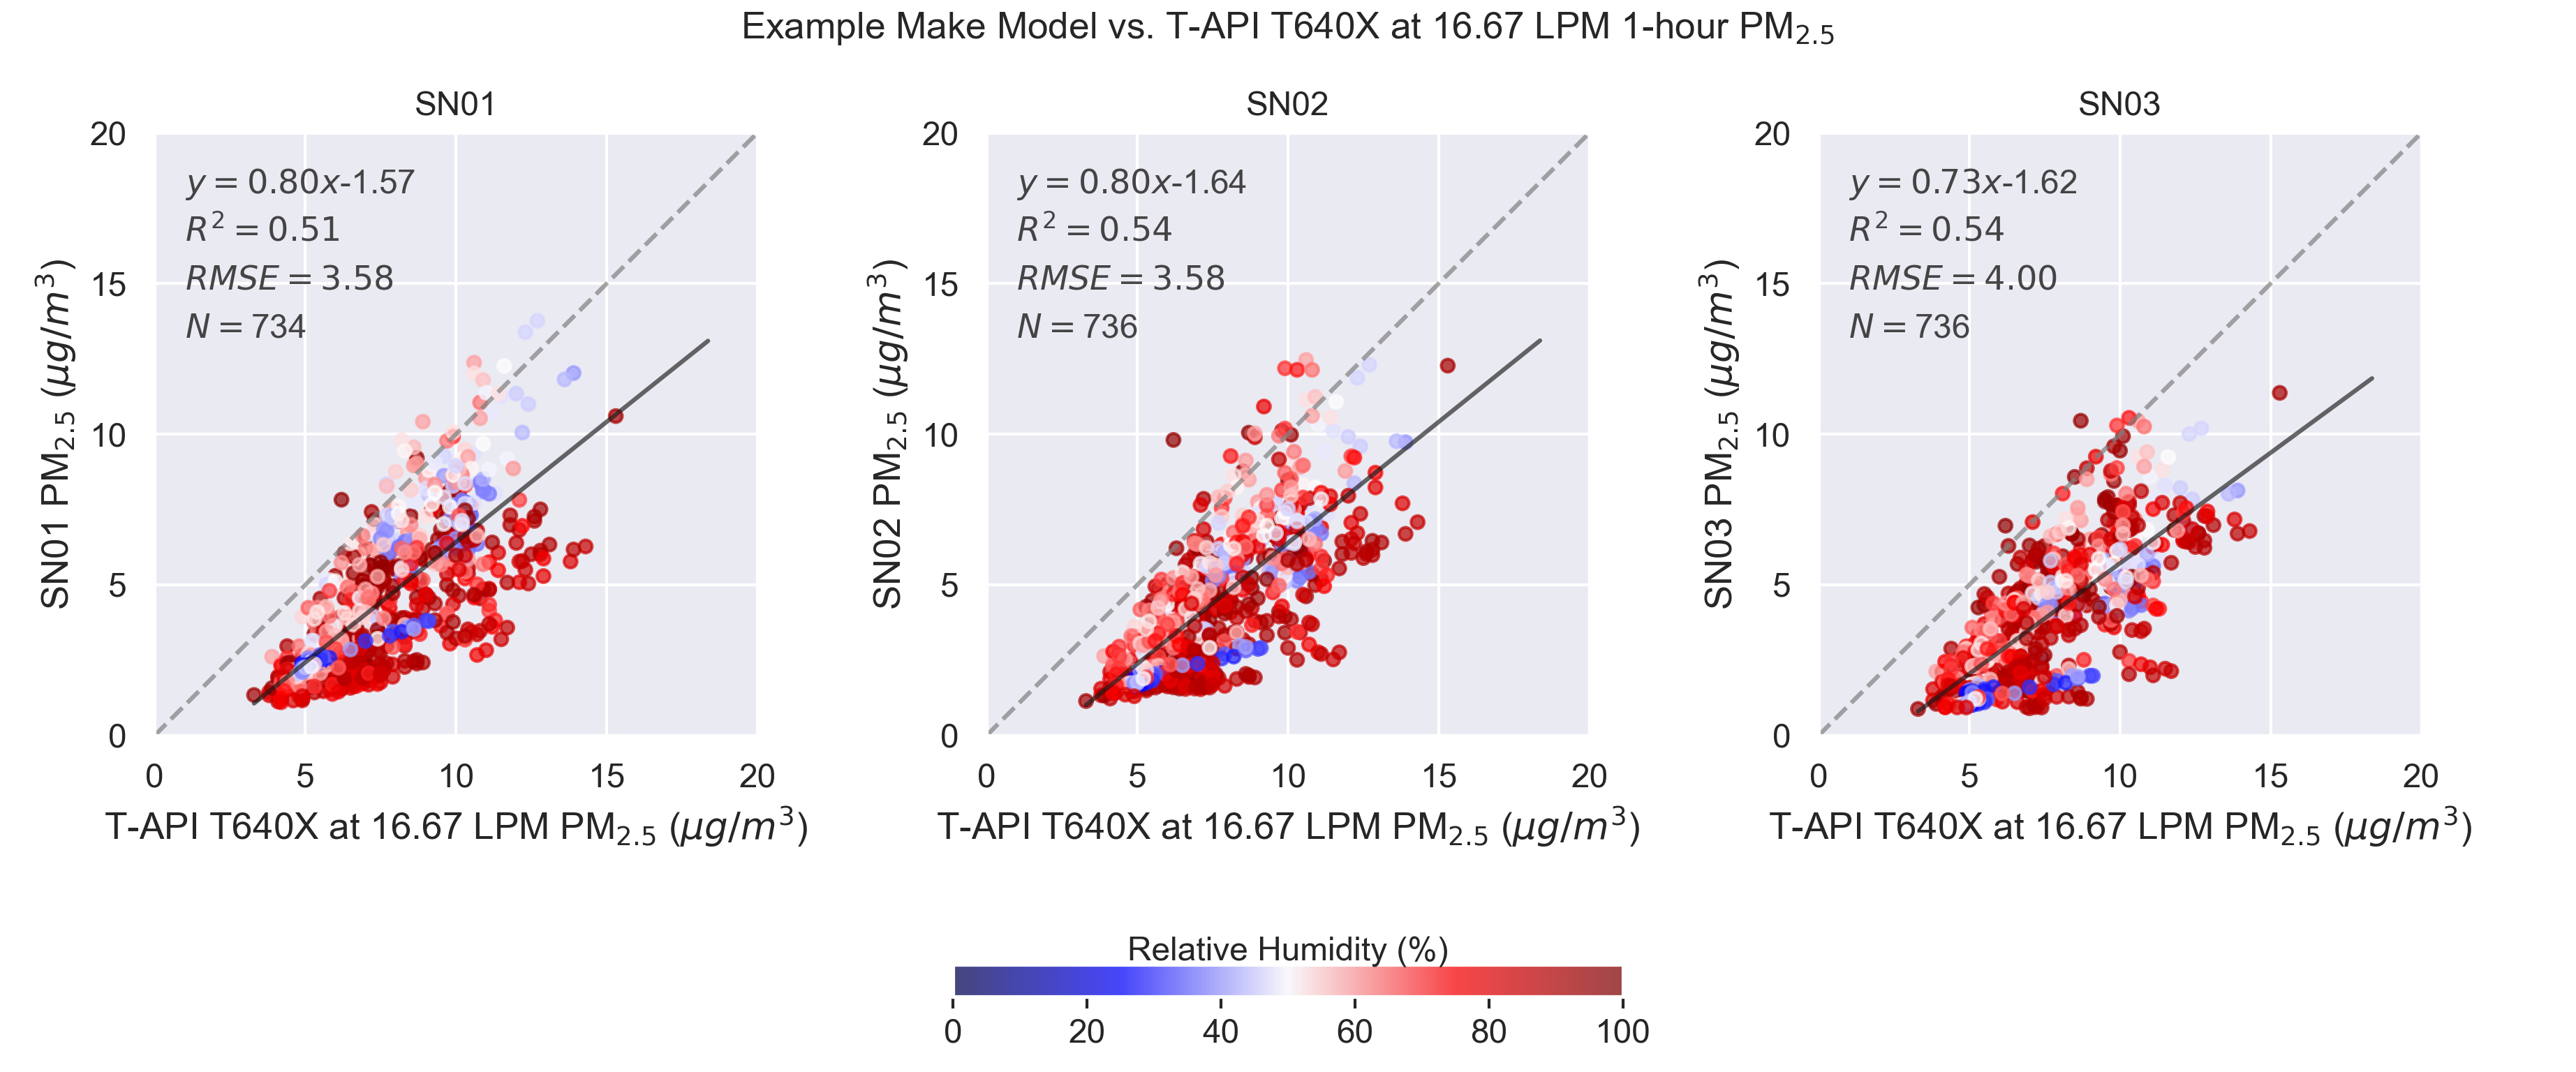 Example Make Model vs. T-API T640X at 16.67 LPM 1-hour PM₂.₅
SN01
20
15
10
5
0
y = 0.80x-1.57
R² = 0.51
RMSE = 3.58
N = 734
SN01 PM₂.₅ (μg/m³)
0 5 10 15 20
T-API T640X at 16.67 LPM PM₂.₅ (μg/m³)
SN02
20
15
10
5
0
y = 0.80x-1.64
R² = 0.54
RMSE = 3.58
N = 736
SN02 PM₂.₅ (μg/m³)
0 5 10 15 20
T-API T640X at 16.67 LPM PM₂.₅ (μg/m³)
SN03
20
15
10
5
0
y = 0.73x-1.62
R² = 0.54
RMSE = 4.00
N = 736
SN03 PM₂.₅ (μg/m³)
0 5 10 15 20
T-API T640X at 16.67 LPM PM₂.₅ (μg/m³)
Relative Humidity (%)
0 20 40 60 80 100